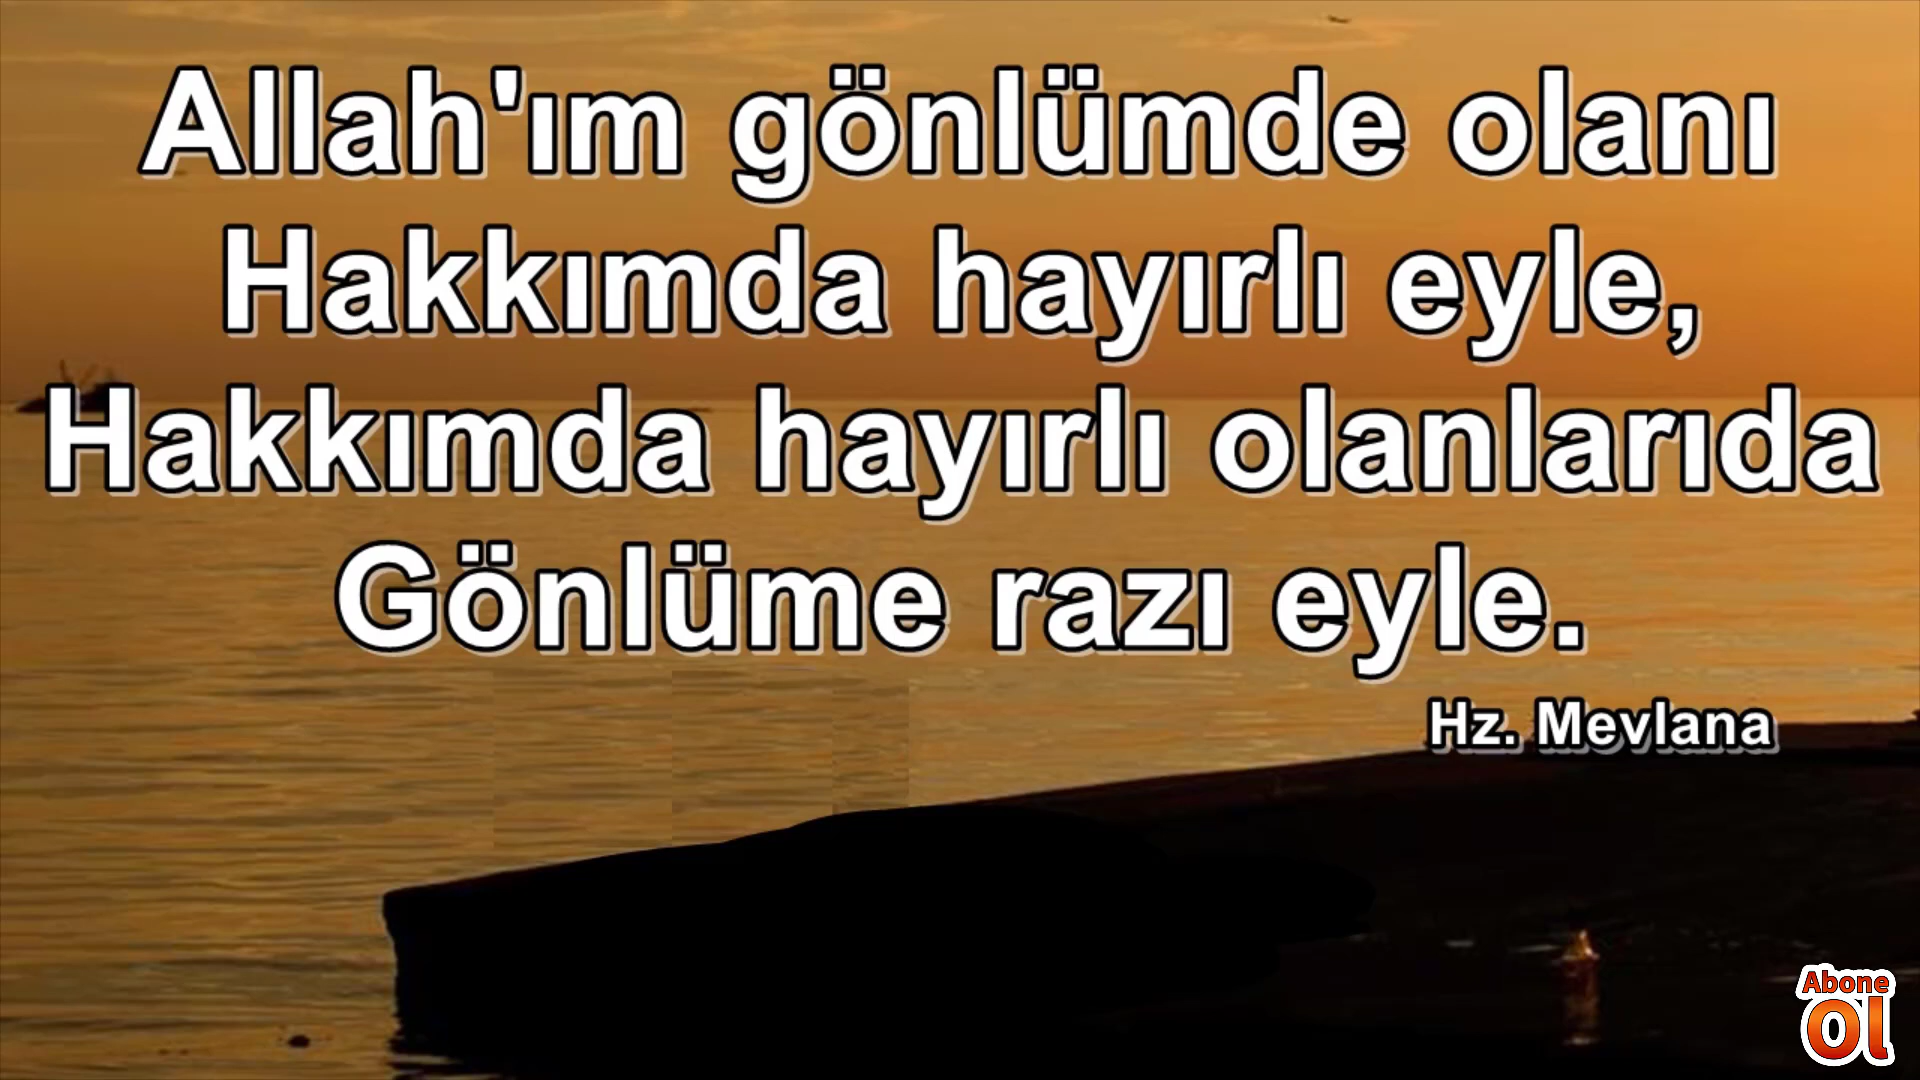 Allah'ım gönlümde olanı
Hakkımda hayırlı eyle,
Hakkımda hayırlı olanlarıda
Gönlüme razı eyle.
Hz. Mevlana
Abone
Ol